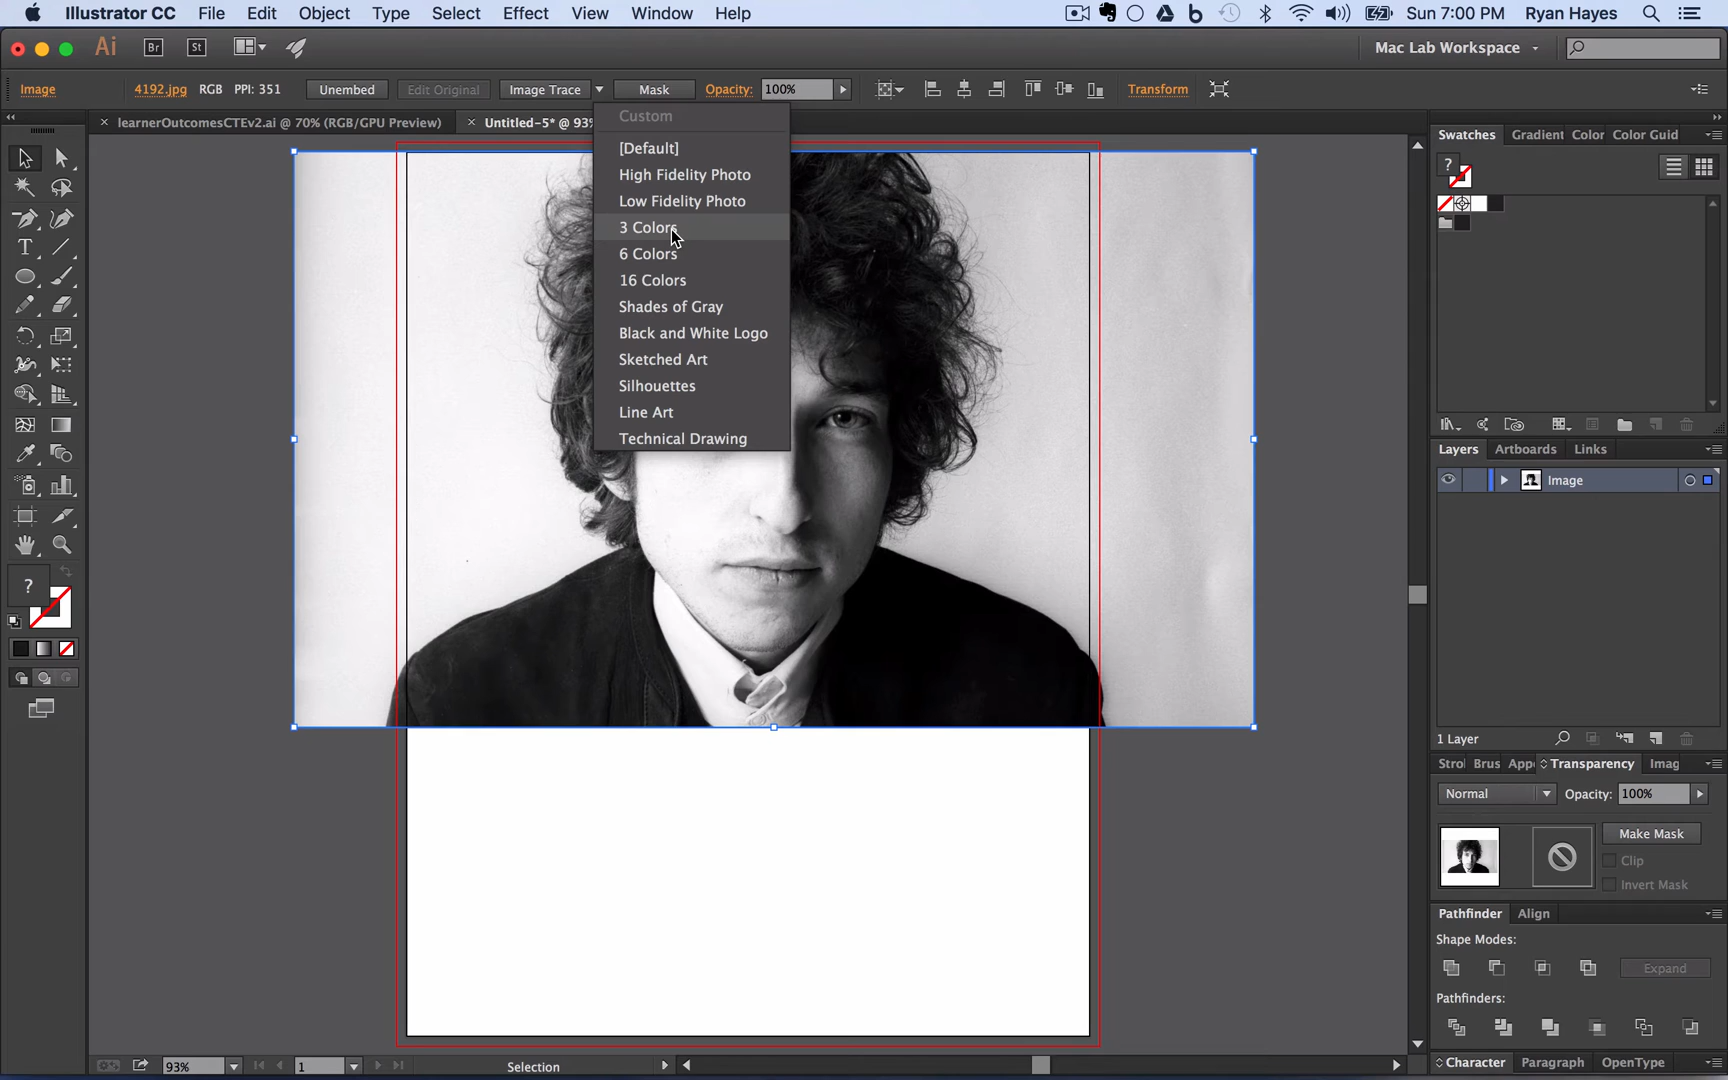 Illustrator CC File Edit Object Type Select Effect View Window Help Sun 7:00 PM Ryan Hayes
Ai Br St Mac Lab Workspace
Image 4192.jpg RGB PPI: 351 Unembed Edit Original Image Trace Mask Opacity: 100% Transform
learnerOutcomesCTEv2.ai @ 70% (RGB/GPU Preview) Untitled-5* @ 93%
Custom
[Default]
High Fidelity Photo
Low Fidelity Photo
3 Colors
6 Colors
16 Colors
Shades of Gray
Black and White Logo
Sketched Art
Silhouettes
Line Art
Technical Drawing
Swatches Gradient Color Color Guid
Layers Artboards Links
Image
1 Layer
Stro Brus Appe Transparency Imag
Normal Opacity: 100%
Make Mask
Clip
Invert Mask
Pathfinder Align
Shape Modes:
Expand
Pathfinders:
Character Paragraph OpenType
93% 1 Selection